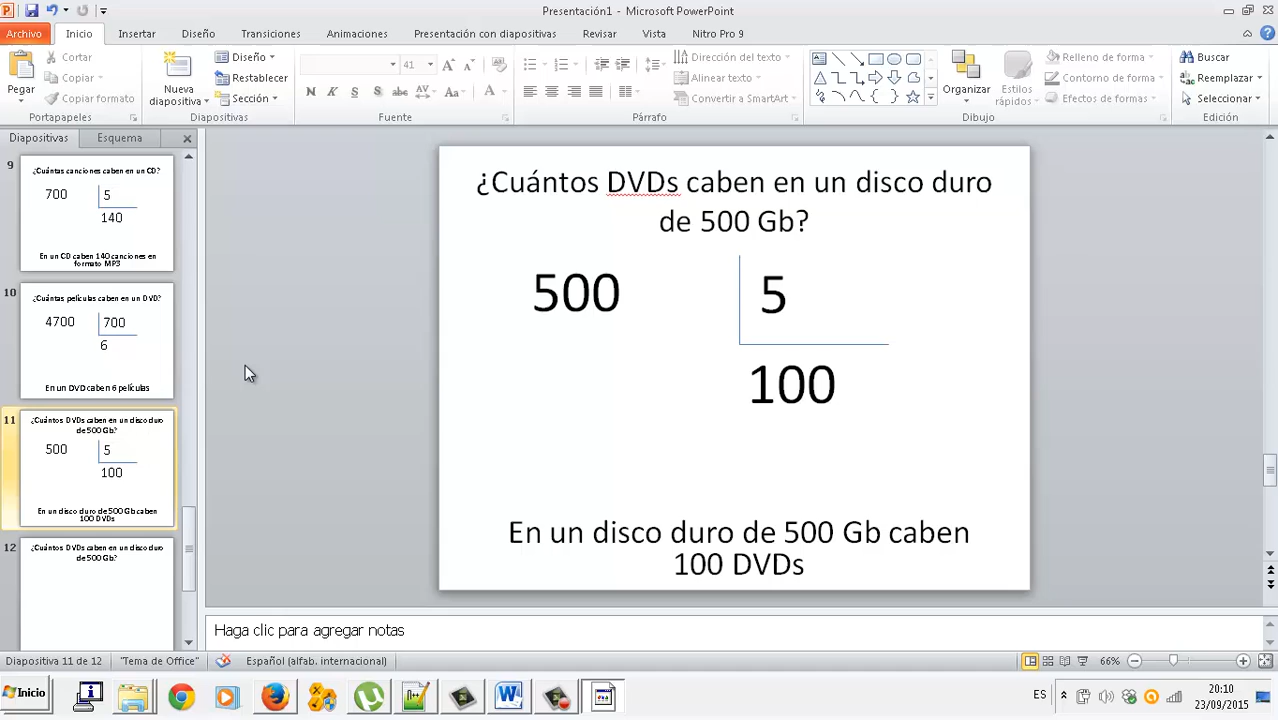 Presentación1 - Microsoft PowerPoint
Archivo Inicio Insertar Diseño Transiciones Animaciones Presentación con diapositivas Revisar Vista Nitro Pro 9
Pegar
Cortar
Copiar
Copiar formato
Portapapeles
Nueva diapositiva
Diseño
Restablecer
Sección
Diapositivas
41
N K S S abc AV Aa A
Fuente
Párrafo
Dirección del texto
Alinear texto
Convertir a SmartArt
Organizar
Estilos rápidos
Relleno de forma
Contorno de forma
Efectos de formas
Dibujo
Buscar
Reemplazar
Seleccionar
Edición
Diapositivas Esquema
9
¿Cuántas canciones caben en un CD?
700 5
140
En un CD caben 140 canciones en
formato MP3
10
¿Cuántas películas caben en un DVD?
4700 700
6
En un DVD caben 6 películas
11
¿Cuántos DVDs caben en un disco duro
de 500 Gb?
500 5
100
En un disco duro de 500 Gb caben
100 DVDs
12
¿Cuántos DVDs caben en un disco duro
de 500 Gb?
¿Cuántos DVDs caben en un disco duro
de 500 Gb?
500 5
100
En un disco duro de 500 Gb caben
100 DVDs
Haga clic para agregar notas
Diapositiva 11 de 12 "Tema de Office" Español (alfab. internacional) 66%
Inicio
ES
20:10
23/09/2015